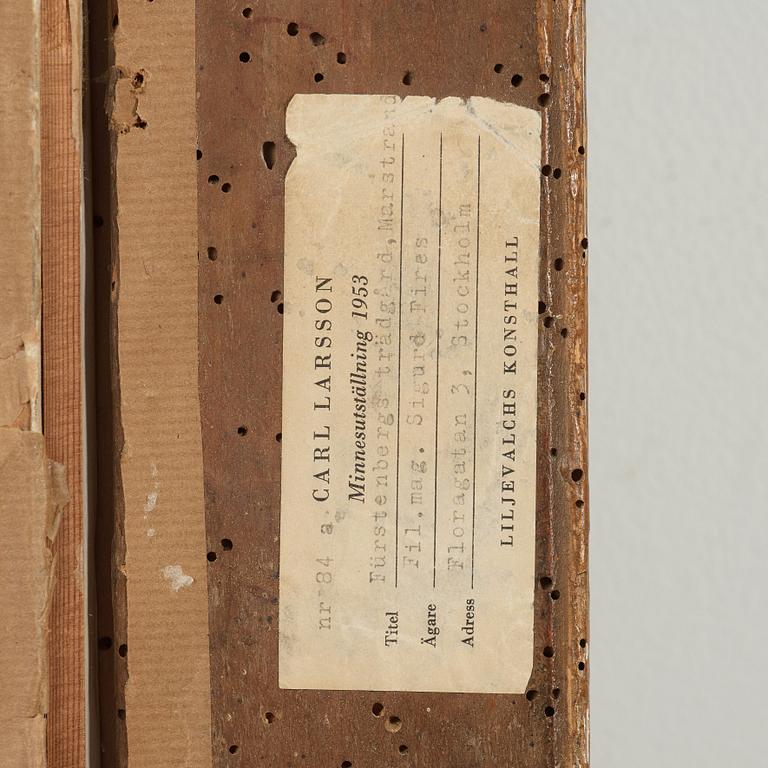 nr 84 a. CARL LARSSON
Minnesutställning 1953
Titel Fürstenbergs trädgård, Marstrand
Ägare Fil.mag. Sigurd Fires
Adress Floragatan 3, Stockholm
LILJEVALCHS KONSTHALL